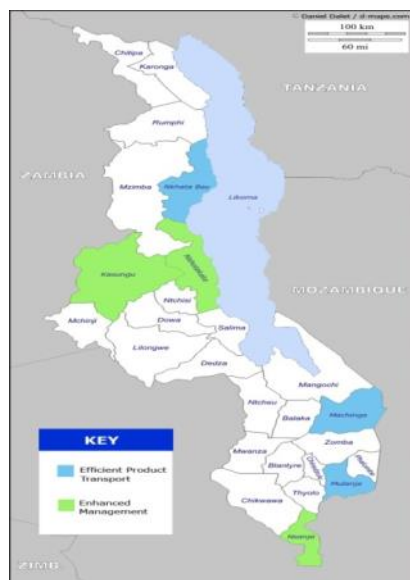 © Daniel Dalet / d-maps.com
100 km
60 mi
TANZANIA
Chitipa
Karonga
Rumphi
ZAMBIA
Mzimba
Nkhata Bay
Likoma
Kasungu
Nkhotakota
MOZAMBIQUE
Ntchisi
Mchinji
Dowa
Salima
Lilongwe
Dedza
Mangochi
Ntcheu
Balaka
Machinga
Mwanza
Zomba
Blantyre
Phalombe
Chikwawa
Thyolo
Mulanje
Nsanje
KEY
Efficient Product
Transport
Enhanced
Management
ZIMB